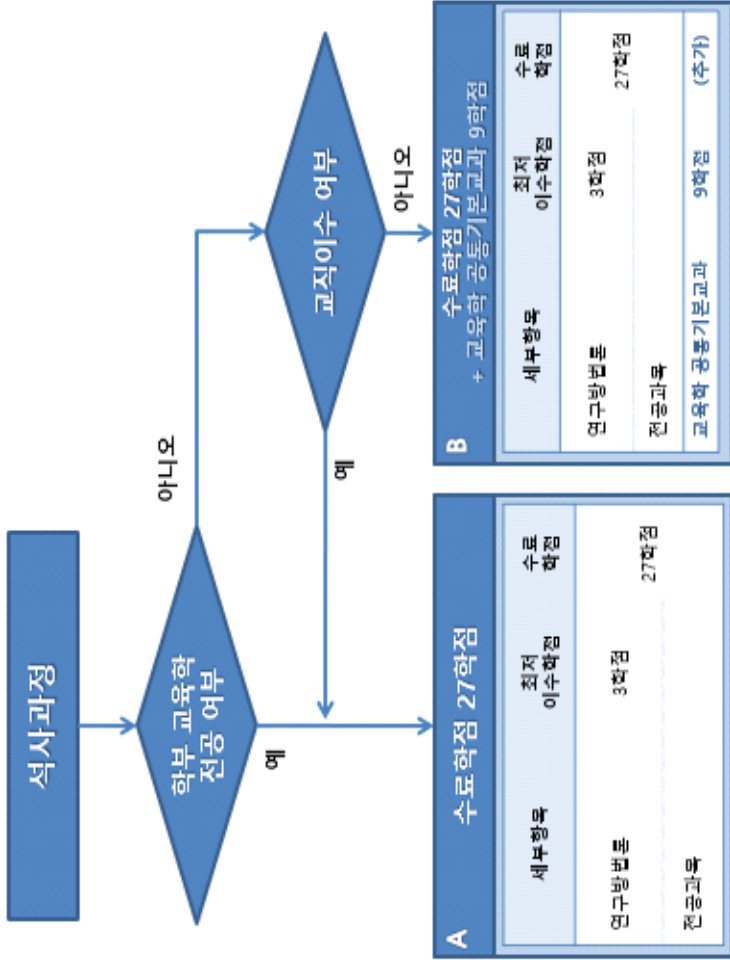 석사과정
학부 교육학
전공 여부
아니오
예
교직이수 여부
예
아니오
A
수료학점 27학점
세부항목
최저
이수학점
수료
학점
연구방법론
3학점
27학점
전공과목
B
수료학점 27학점
+ 교육학 공통기본교과 9학점
세부항목
최저
이수학점
수료
학점
연구방법론
3학점
27학점
전공과목
교육학 공통기본교과
9학점
(추가)